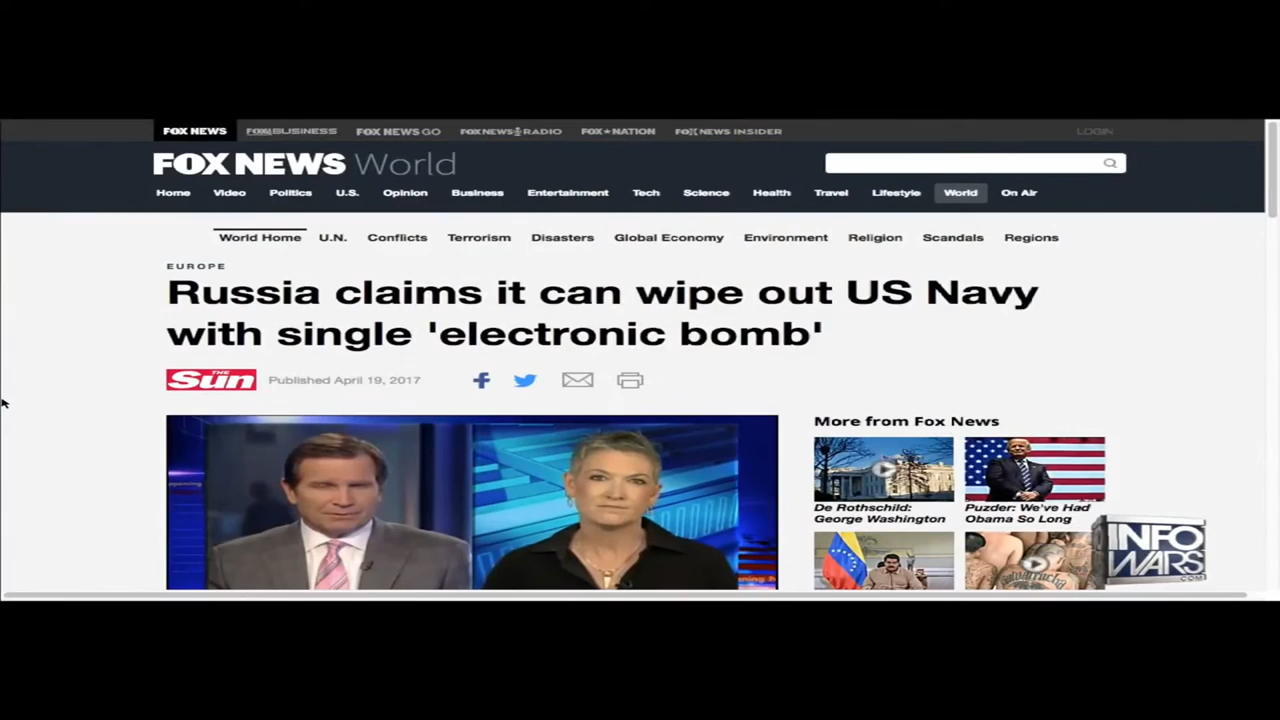 FOX NEWS FOX BUSINESS FOX NEWS GO FOX NEWS RADIO FOX NATION FOX NEWS INSIDER LOGIN
FOX NEWS World
Home Video Politics U.S. Opinion Business Entertainment Tech Science Health Travel Lifestyle World On Air
World Home U.N. Conflicts Terrorism Disasters Global Economy Environment Religion Scandals Regions
EUROPE
Russia claims it can wipe out US Navy
with single 'electronic bomb'
THE Sun Published April 19, 2017
More from Fox News
De Rothschild:
George Washington
Puzder: We've Had
Obama So Long
INFO
WARS
.COM